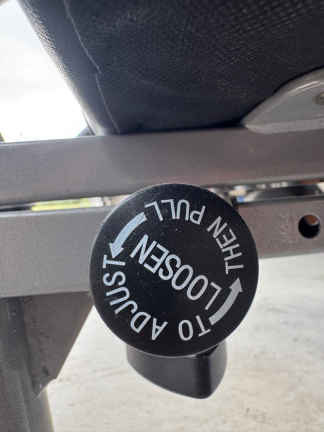 TO ADJUST
LOOSEN
THEN PULL